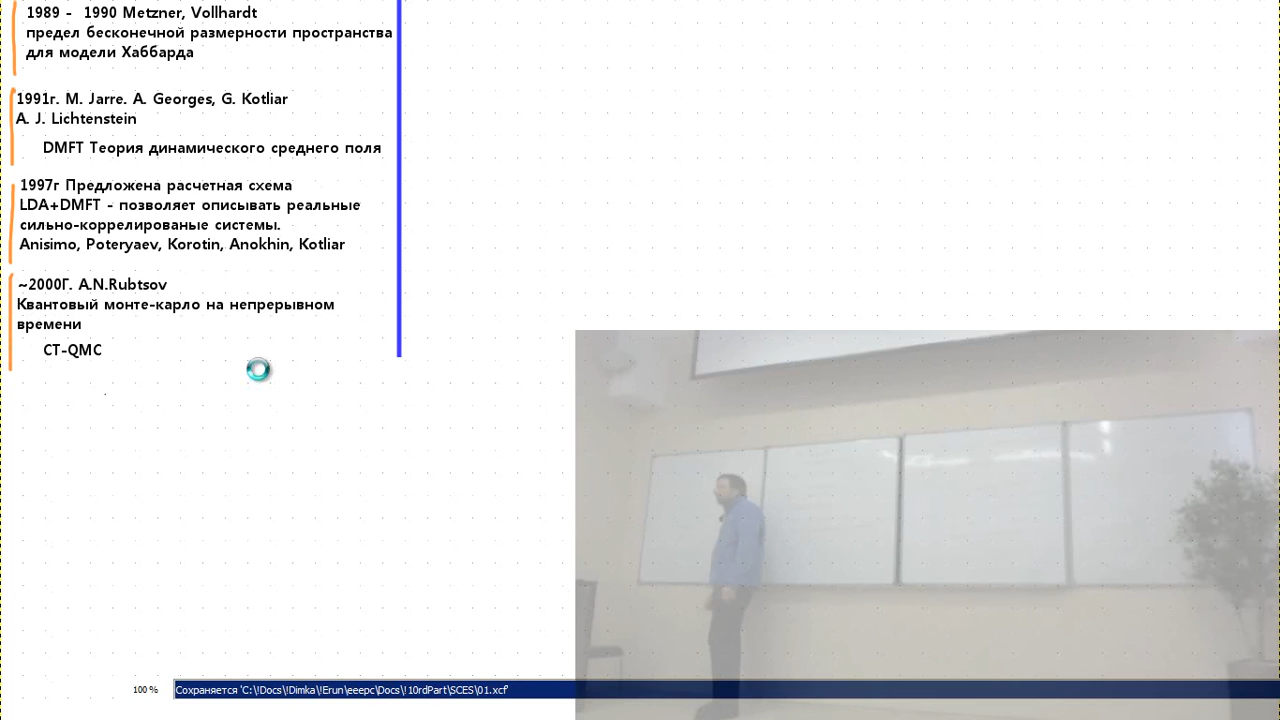 1989 - 1990 Metzner, Vollhardt
предел бесконечной размерности пространства
для модели Хаббарда
1991г. M. Jarre. A. Georges, G. Kotliar
A. J. Lichtenstein
DMFT Теория динамического среднего поля
1997г Предложена расчетная схема
LDA+DMFT - позволяет описывать реальные
сильно-коррелированые системы.
Anisimo, Poteryaev, Korotin, Anokhin, Kotliar
~2000Г. A.N.Rubtsov
Квантовый монте-карло на непрерывном
времени
CT-QMC
100 % Сохраняется 'C:\!Docs\!Dimka\!Erun\eeepc\Docs\!10rdPart\SCES\01.xcf'